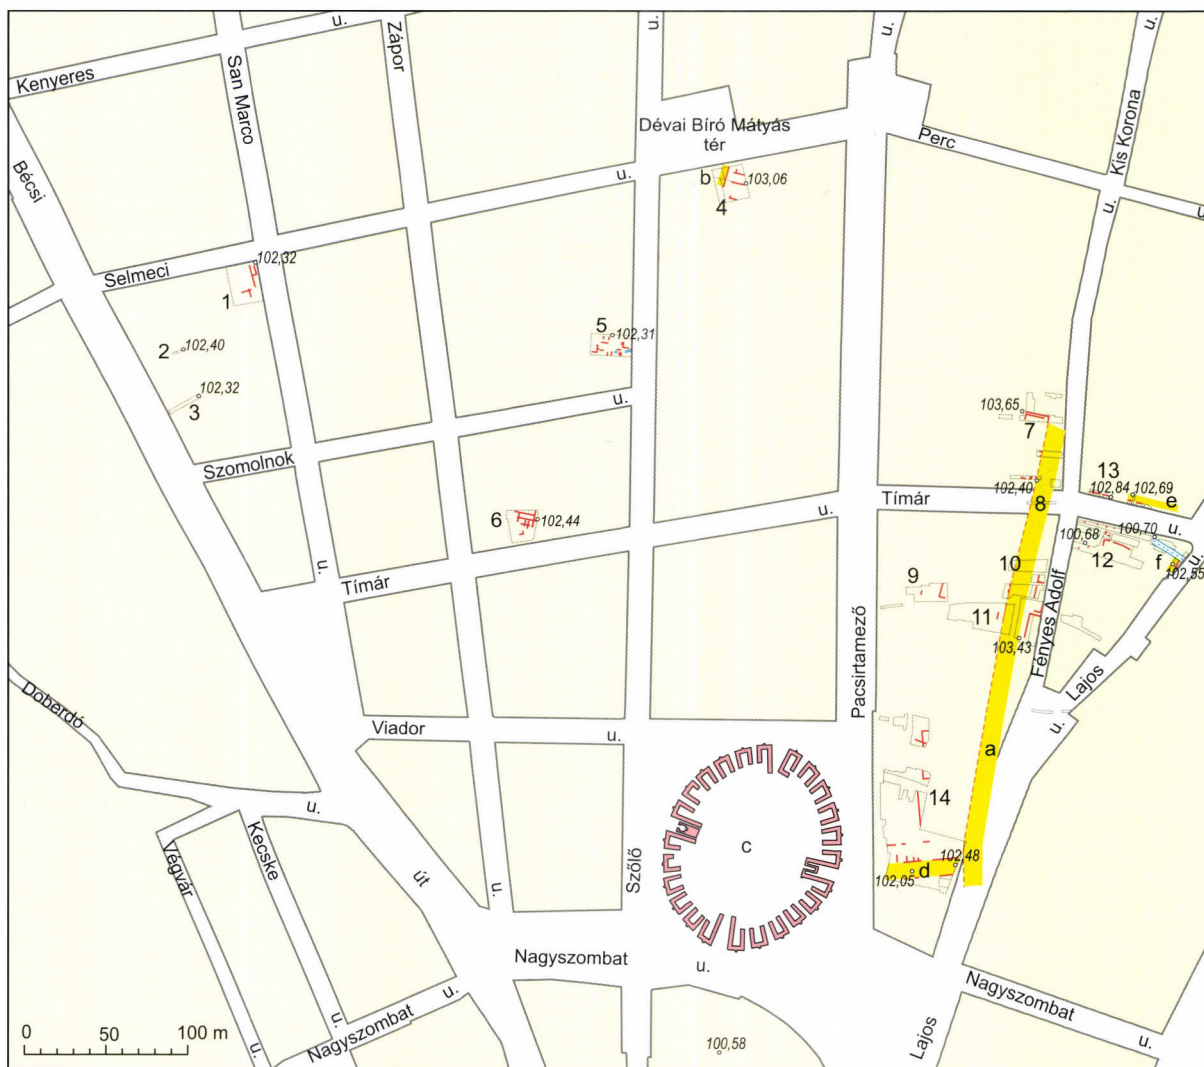 u.
u.
u.
u.
u.
Kenyeres
San Marco
Zápor
Dévai Bíró Mátyás
tér
Perc
Kis Korona
Bécsi
b
103,06
u.
4
u.
u.
Selmeci
102,32
1
2
102,40
102,32
3
5
102,31
103,65
7
u.
Szomolnok
13
102,84
102,69
e
102,40
8
Tímár
6
102,44
u.
u.
100,68
100,70
12
f
102,55
u.
u.
Tímár
9
10
11
103,43
Fényes Adolf
Pacsirtamező
Lajos
u.
Doberdó
Viador
u.
a
14
u.
Végvár
Kecske
út
c
Szőlő
u.
d
102,48
102,05
Nagyszombat
u.
u.
u.
Nagyszombat
u.
Nagyszombat
u.
Lajos
100,58
0 50 100 m